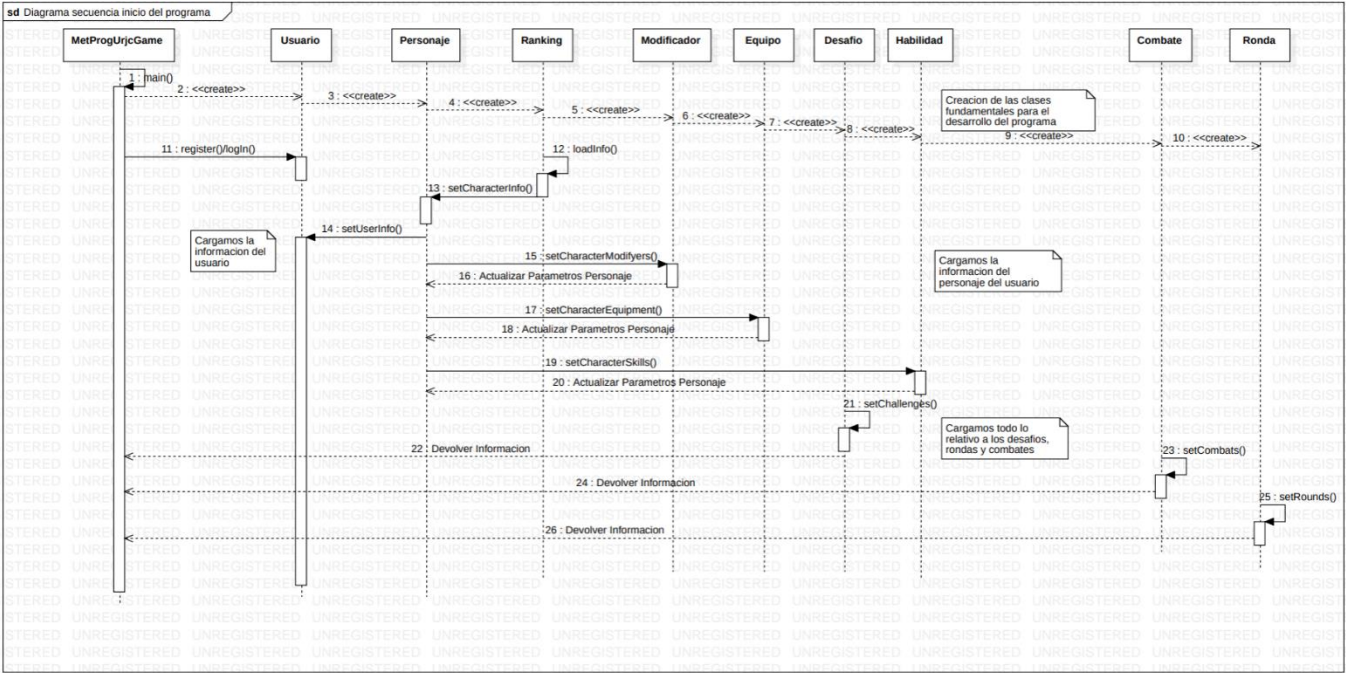 sd Diagrama secuencia inicio del programa
MetProgUrjcGame
Usuario
Personaje
Ranking
Modificador
Equipo
Desafio
Habilidad
Combate
Ronda
1 : main()
2 : <<create>>
3 : <<create>>
4 : <<create>>
5 : <<create>>
6 : <<create>>
7 : <<create>>
8 : <<create>>
Creacion de las clases
fundamentales para el
desarrollo del programa
9 : <<create>>
10 : <<create>>
11 : register()/logIn()
12 : loadInfo()
13 : setCharacterInfo()
14 : setUserInfo()
Cargamos la
informacion del
usuario
15 : setCharacterModifyers()
16 : Actualizar Parametros Personaje
Cargamos la
informacion del
personaje del usuario
17 : setCharacterEquipment()
18 : Actualizar Parametros Personaje
19 : setCharacterSkills()
20 : Actualizar Parametros Personaje
21 : setChallenges()
22 : Devolver Informacion
Cargamos todo lo
relativo a los desafios,
rondas y combates
23 : setCombats()
24 : Devolver Informacion
25 : setRounds()
26 : Devolver Informacion
UNREGISTERED